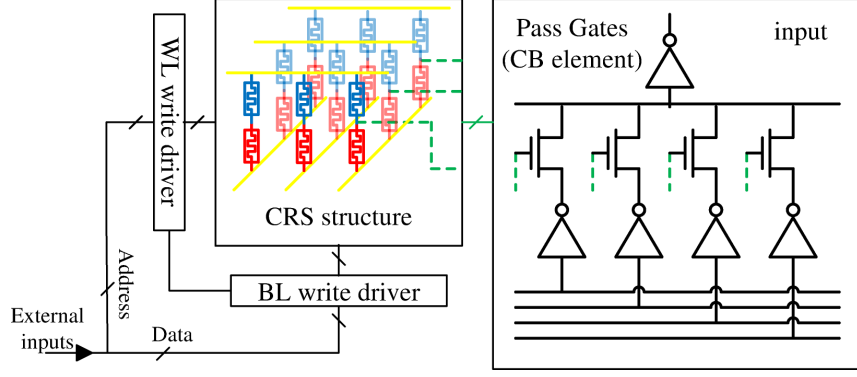 WL write driver
CRS structure
BL write driver
Address
External
inputs
Data
Pass Gates
(CB element)
input